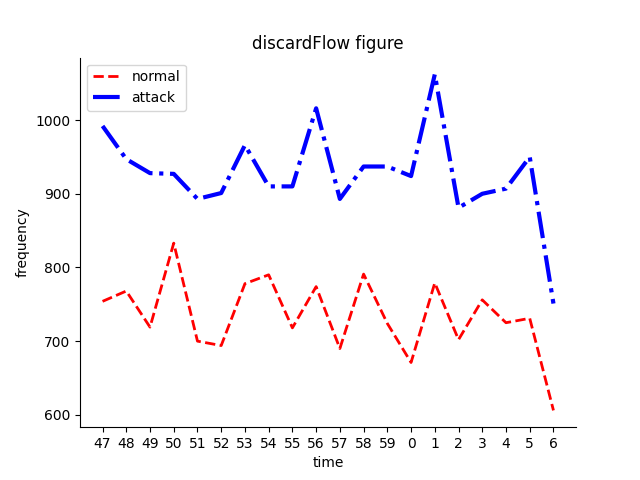 discardFlow figure
normal
attack
1000
900
800
700
600
frequency
47 48 49 50 51 52 53 54 55 56 57 58 59 0 1 2 3 4 5 6
time